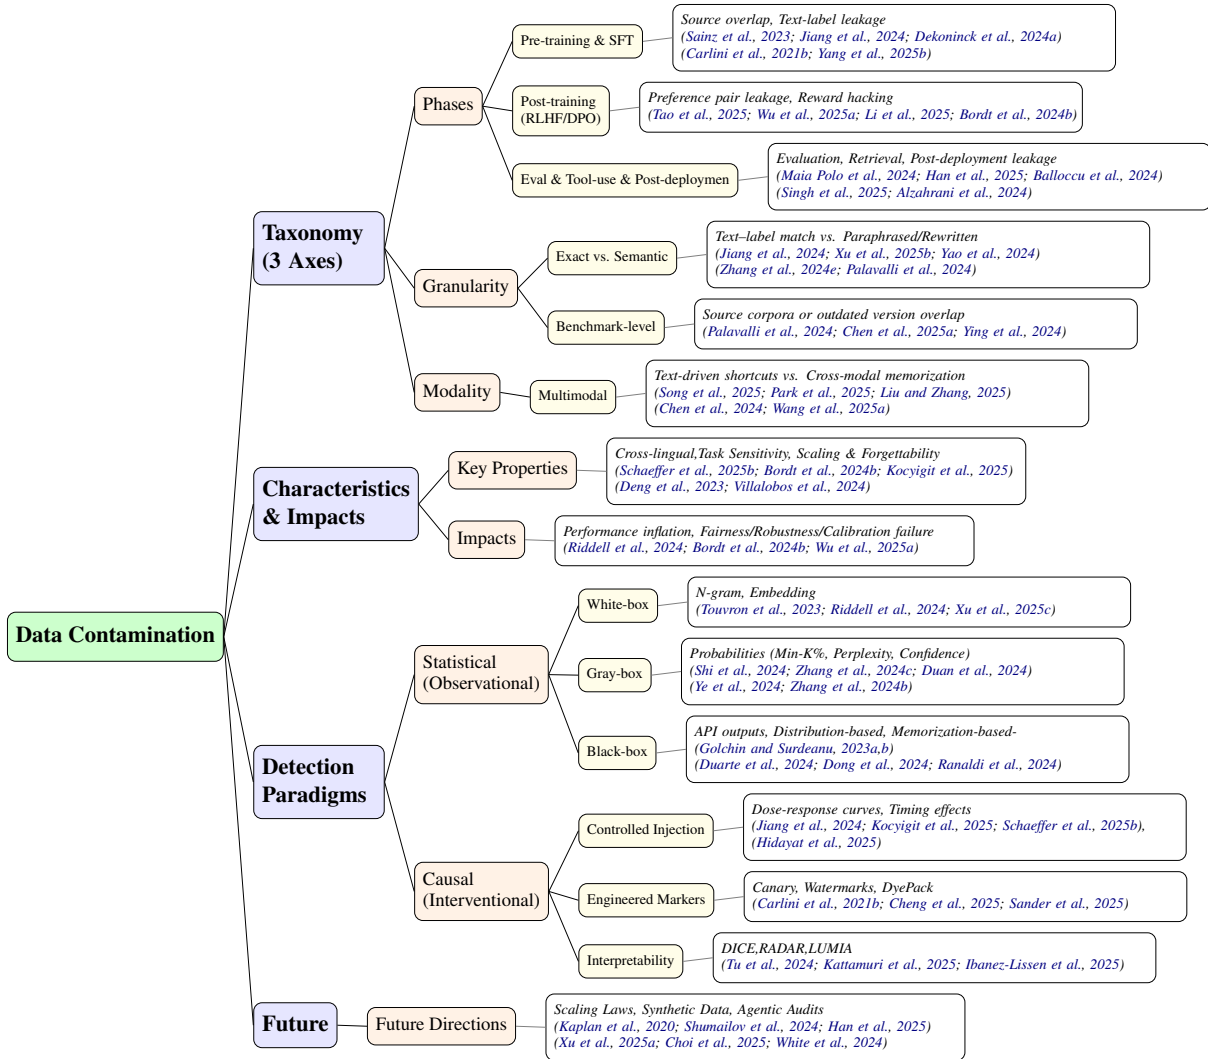 Data Contamination
Taxonomy
(3 Axes)
Phases
Pre-training & SFT
Source overlap, Text-label leakage
(Sainz et al., 2023; Jiang et al., 2024; Dekoninck et al., 2024a)
(Carlini et al., 2021b; Yang et al., 2025b)
Post-training
(RLHF/DPO)
Preference pair leakage, Reward hacking
(Tao et al., 2025; Wu et al., 2025a; Li et al., 2025; Bordt et al., 2024b)
Eval & Tool-use & Post-deploymen
Evaluation, Retrieval, Post-deployment leakage
(Maia Polo et al., 2024; Han et al., 2025; Balloccu et al., 2024)
(Singh et al., 2025; Alzahrani et al., 2024)
Granularity
Exact vs. Semantic
Text–label match vs. Paraphrased/Rewritten
(Jiang et al., 2024; Xu et al., 2025b; Yao et al., 2024)
(Zhang et al., 2024e; Palavalli et al., 2024)
Benchmark-level
Source corpora or outdated version overlap
(Palavalli et al., 2024; Chen et al., 2025a; Ying et al., 2024)
Modality
Multimodal
Text-driven shortcuts vs. Cross-modal memorization
(Song et al., 2025; Park et al., 2025; Liu and Zhang, 2025)
(Chen et al., 2024; Wang et al., 2025a)
Characteristics
& Impacts
Key Properties
Cross-lingual,Task Sensitivity, Scaling & Forgettability
(Schaeffer et al., 2025b; Bordt et al., 2024b; Kocyigit et al., 2025)
(Deng et al., 2023; Villalobos et al., 2024)
Impacts
Performance inflation, Fairness/Robustness/Calibration failure
(Riddell et al., 2024; Bordt et al., 2024b; Wu et al., 2025a)
Detection
Paradigms
Statistical
(Observational)
White-box
N-gram, Embedding
(Touvron et al., 2023; Riddell et al., 2024; Xu et al., 2025c)
Gray-box
Probabilities (Min-K%, Perplexity, Confidence)
(Shi et al., 2024; Zhang et al., 2024c; Duan et al., 2024)
(Ye et al., 2024; Zhang et al., 2024b)
Black-box
API outputs, Distribution-based, Memorization-based-
(Golchin and Surdeanu, 2023a,b)
(Duarte et al., 2024; Dong et al., 2024; Ranaldi et al., 2024)
Causal
(Interventional)
Controlled Injection
Dose-response curves, Timing effects
(Jiang et al., 2024; Kocyigit et al., 2025; Schaeffer et al., 2025b),
(Hidayat et al., 2025)
Engineered Markers
Canary, Watermarks, DyePack
(Carlini et al., 2021b; Cheng et al., 2025; Sander et al., 2025)
Interpretability
DICE,RADAR,LUMIA
(Tu et al., 2024; Kattamuri et al., 2025; Ibanez-Lissen et al., 2025)
Future
Future Directions
Scaling Laws, Synthetic Data, Agentic Audits
(Kaplan et al., 2020; Shumailov et al., 2024; Han et al., 2025)
(Xu et al., 2025a; Choi et al., 2025; White et al., 2024)